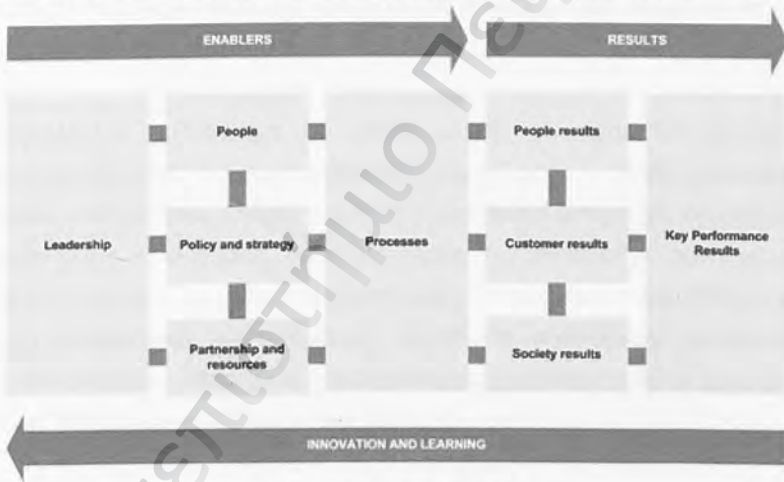 ENABLERS
RESULTS
People
People results
Leadership
Policy and strategy
Processes
Customer results
Key Performance
Results
Partnership and
resources
Society results
INNOVATION AND LEARNING